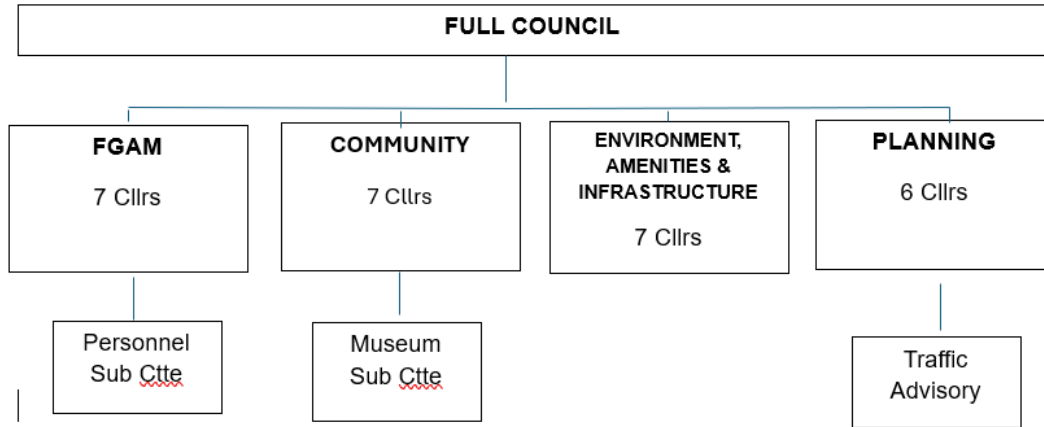 FULL COUNCIL
FGAM
7 Cllrs
COMMUNITY
7 Cllrs
ENVIRONMENT,
AMENITIES &
INFRASTRUCTURE
7 Cllrs
PLANNING
6 Cllrs
Personnel
Sub Ctte
Museum
Sub Ctte
Traffic
Advisory